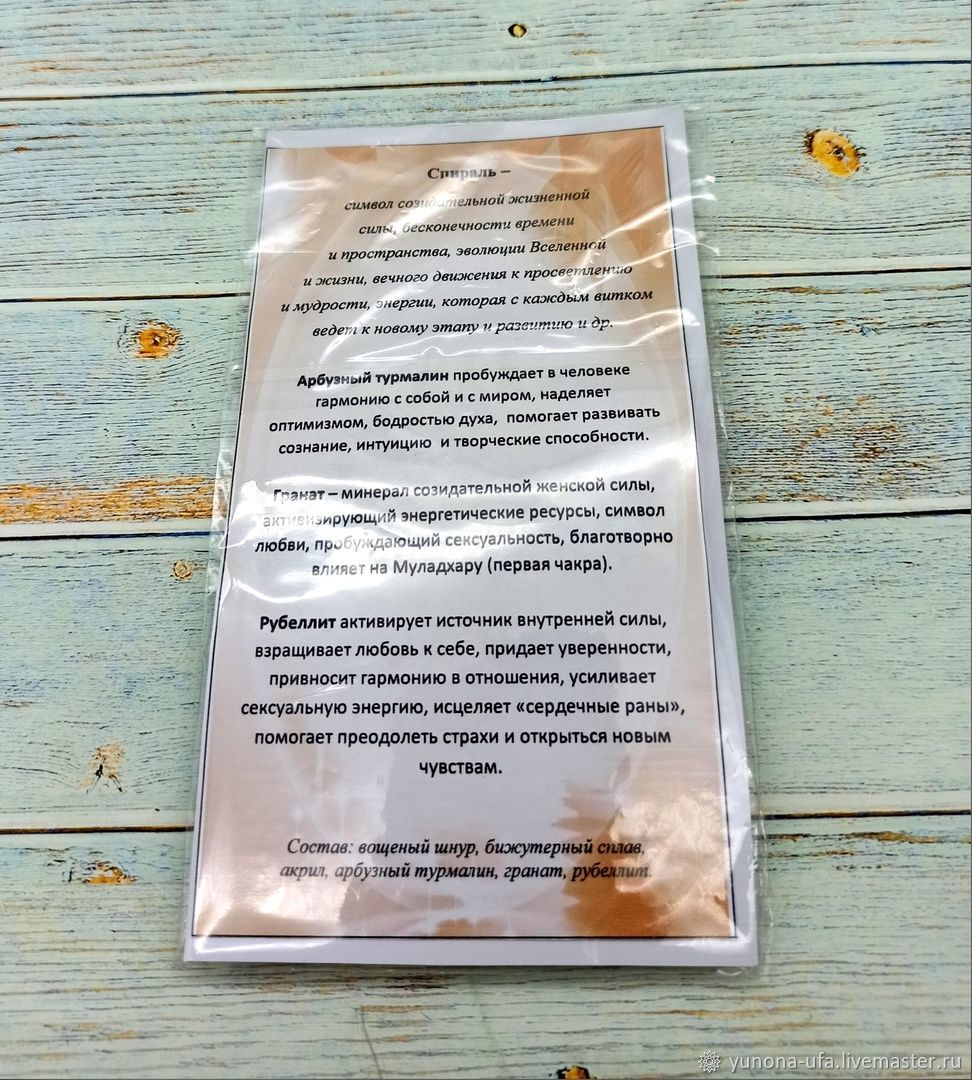 Спираль –
символ созидательной жизненной
силы, бесконечности времени
и пространства, эволюции Вселенной
и жизни, вечного движения к просветлению
и мудрости, энергии, которая с каждым витком
ведет к новому этапу и развитию и др.
Арбузный турмалин пробуждает в человеке
гармонию с собой и с миром, наделяет
оптимизмом, бодростью духа, помогает развивать
сознание, интуицию и творческие способности.
Гранат – минерал созидательной женской силы,
активизирующий энергетические ресурсы, символ
любви, пробуждающий сексуальность, благотворно
влияет на Муладхару (первая чакра).
Рубеллит активирует источник внутренней силы,
взращивает любовь к себе, придает уверенности,
привносит гармонию в отношения, усиливает
сексуальную энергию, исцеляет «сердечные раны»,
помогает преодолеть страхи и открыться новым
чувствам.
Состав: вощеный шнур, бижутерный сплав,
акрил, арбузный турмалин, гранат, рубеллит.
yunona-ufa.livemaster.ru